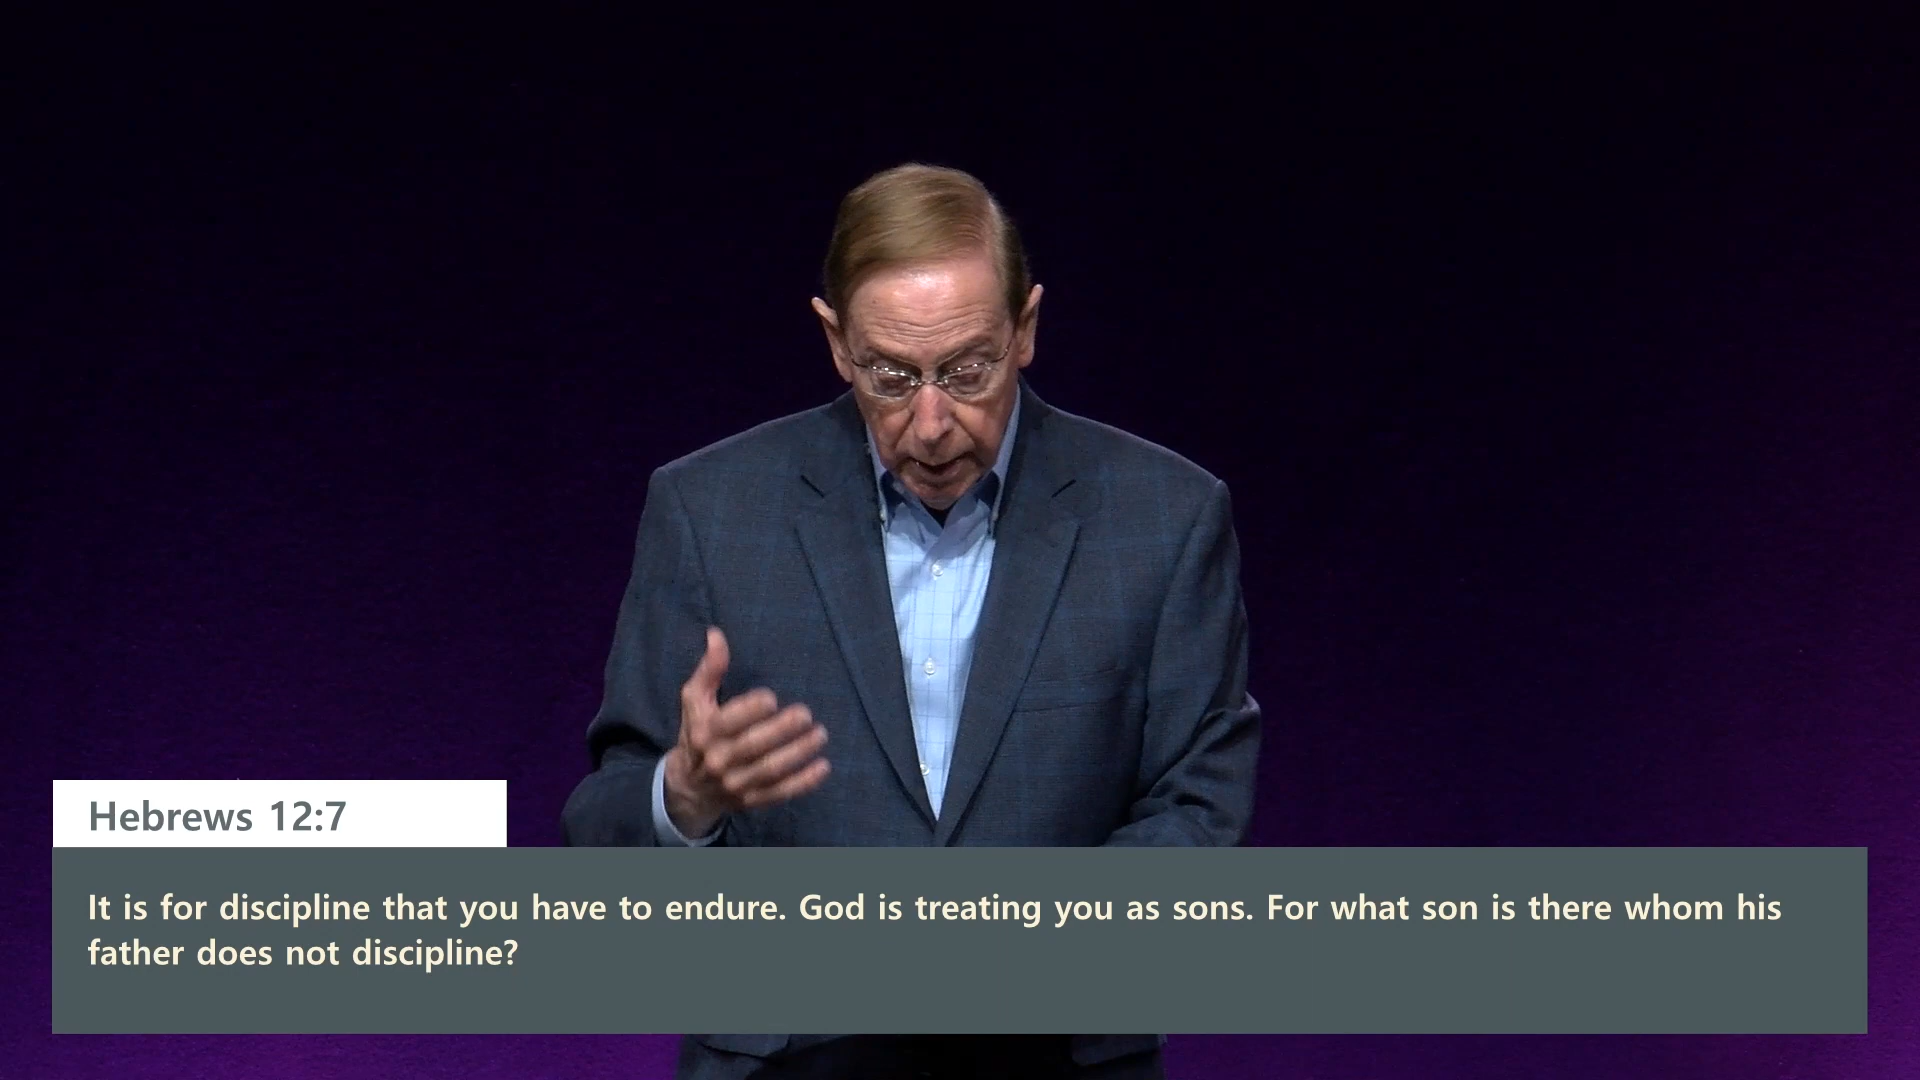 Hebrews 12:7
It is for discipline that you have to endure. God is treating you as sons. For what son is there whom his
father does not discipline?